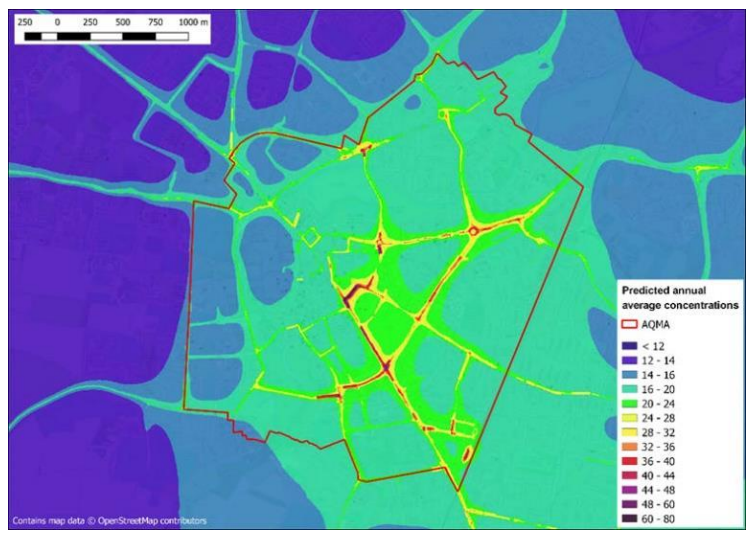 250 0 250 500 750 1000 m
Predicted annual
average concentrations
AQMA
< 12
12 - 14
14 - 16
16 - 20
20 - 24
24 - 28
28 - 32
32 - 36
36 - 40
40 - 44
44 - 48
48 - 60
60 - 80
Contains map data © OpenStreetMap contributors